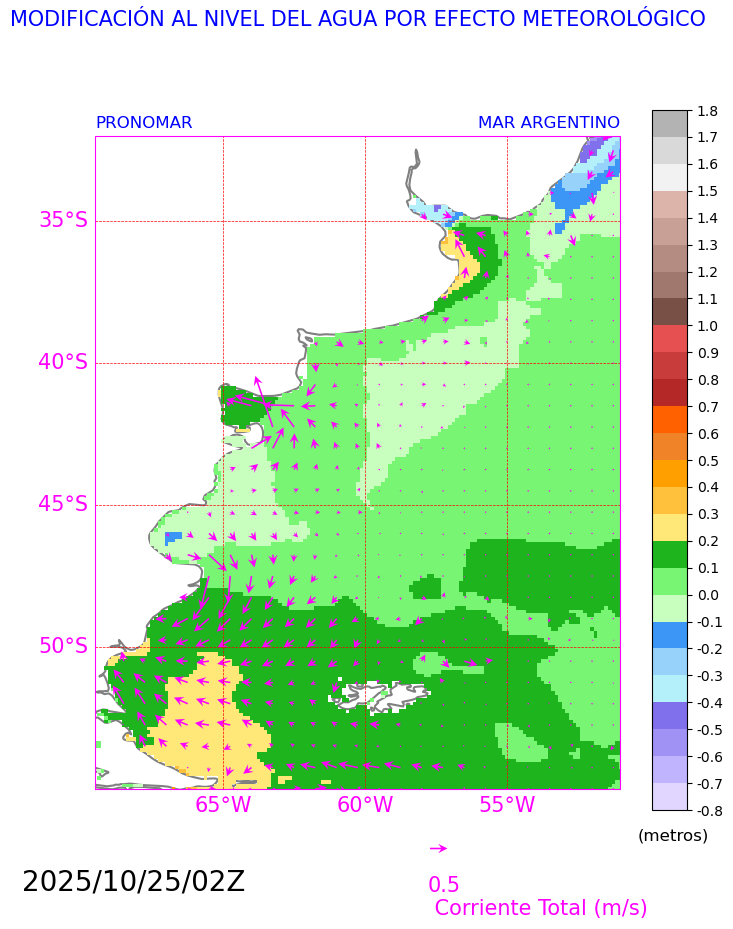 MODIFICACIÓN AL NIVEL DEL AGUA POR EFECTO METEOROLÓGICO
PRONOMAR MAR ARGENTINO
35°S
40°S
45°S
50°S
65°W 60°W 55°W
1.8
1.7
1.6
1.5
1.4
1.3
1.2
1.1
1.0
0.9
0.8
0.7
0.6
0.5
0.4
0.3
0.2
0.1
0.0
-0.1
-0.2
-0.3
-0.4
-0.5
-0.6
-0.7
-0.8
(metros)
2025/10/25/02Z
0.5
Corriente Total (m/s)